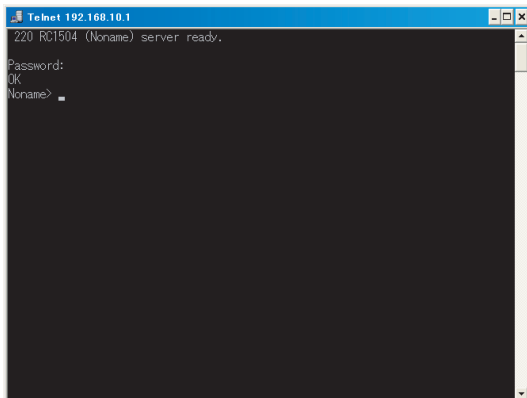 Telnet 192.168.10.1
220 RC1504 (Noname) server ready.
Password:
OK
Noname>